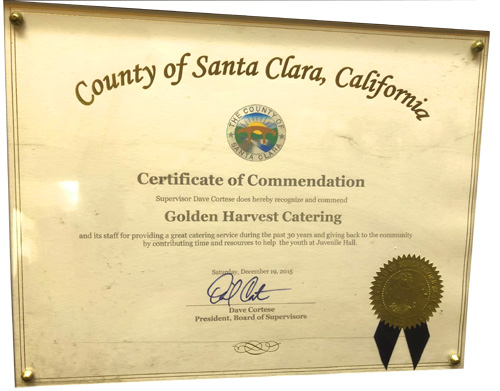 County of Santa Clara, California
THE COUNTY OF
SANTA CLARA
Certificate of Commendation
Supervisor Dave Cortese does hereby recognize and commend
Golden Harvest Catering
and its staff for providing a great catering service during the past 30 years and giving back to the community
by contributing time and resources to help the youth at Juvenile Hall.
Saturday, December 19, 2015
Dave Cortese
President, Board of Supervisors